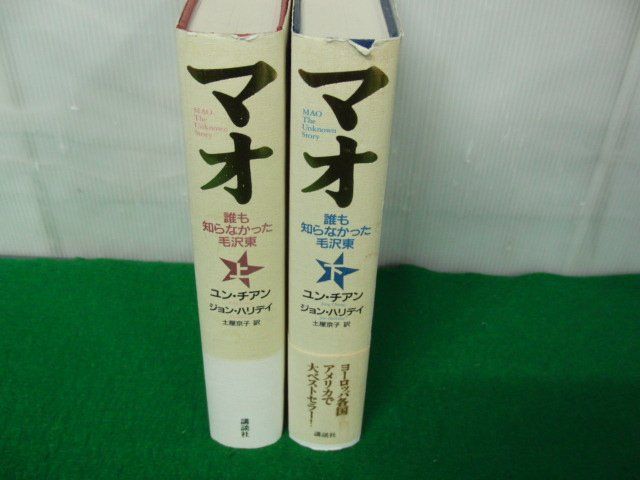 マオ
MAO
The
Unknown
Story
誰も
知らなかった
毛沢東
上
ユン・チアン
ジョン・ハリデイ
土屋京子 訳
講談社
マオ
MAO
The
Unknown
Story
誰も
知らなかった
毛沢東
下
ユン・チアン
ジョン・ハリデイ
土屋京子 訳
ヨーロッパ各国
アメリカで
大ベストセラー!
講談社